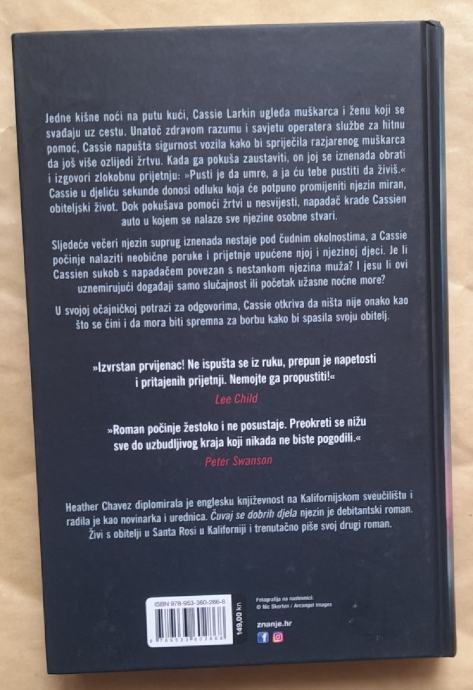 Jedne kišne noći na putu kući, Cassie Larkin ugleda muškarca i ženu koji se
svađaju uz cestu. Unatoč zdravom razumu i savjetu operatera službe za hitnu
pomoć, Cassie napušta sigurnost vozila kako bi spriječila razjarenog muškarca
da još više ozlijedi žrtvu. Kada ga pokuša zaustaviti, on joj se iznenada obrati
i izgovori zlokobnu prijetnju: »Pusti je da umre, a ja ću tebe pustiti da živiš.«
Cassie u djeliću sekunde donosi odluku koja će potpuno promijeniti njezin miran,
obiteljski život. Dok pokušava pomoći žrtvi u nesvijesti, napadač krade Cassien
auto u kojem se nalaze sve njezine osobne stvari.
Sljedeće večeri njezin suprug iznenada nestaje pod čudnim okolnostima, a Cassie
počinje nalaziti neobične poruke i prijetnje upućene njoj i njezinoj djeci. Je li
Cassien sukob s napadačem povezan s nestankom njezina muža? I jesu li ovi
uznemirujući događaji samo slučajnost ili početak užasne noćne more?
U svojoj očajničkoj potrazi za odgovorima, Cassie otkriva da ništa nije onako kao
što se čini i da mora biti spremna za borbu kako bi spasila svoju obitelj.
»Izvrstan prvijenac! Ne ispušta se iz ruku, prepun je napetosti
i pritajenih prijetnji. Nemojte ga propustiti!«
Lee Child
»Roman počinje žestoko i ne posustaje. Preokreti se nižu
sve do uzbudljivog kraja koji nikada ne biste pogodili.«
Peter Swanson
Heather Chavez diplomirala je englesku književnost na Kalifornijskom sveučilištu i
radila je kao novinarka i urednica. Čuvaj se dobrih djela njezin je debitantski roman.
Živi s obitelji u Santa Rosi u Kaliforniji i trenutačno piše svoj drugi roman.
ISBN 978-953-360-286-8
149,00 kn
Fotografija na naslovnici:
© Nic Skerten / Arcangel Images
znanje.hr